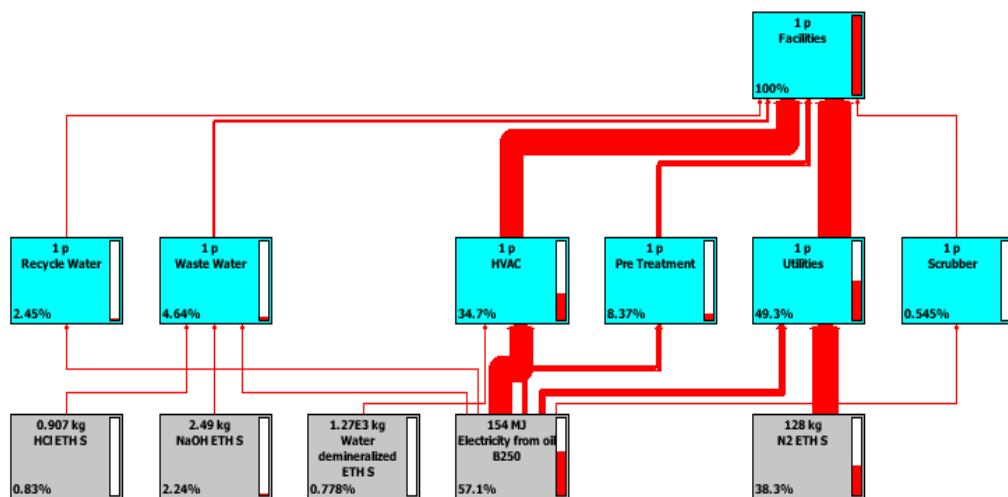 1 p
Facilities
100%
1 p
Recycle Water
2.45%
1 p
Waste Water
4.64%
1 p
HVAC
34.7%
1 p
Pre Treatment
8.37%
1 p
Utilities
49.3%
1 p
Scrubber
0.545%
0.907 kg
HCl ETH S
0.83%
2.49 kg
NaOH ETH S
2.24%
1.27E3 kg
Water
demineralized
ETH S
0.778%
154 MJ
Electricity from oil
B250
57.1%
128 kg
N2 ETH S
38.3%